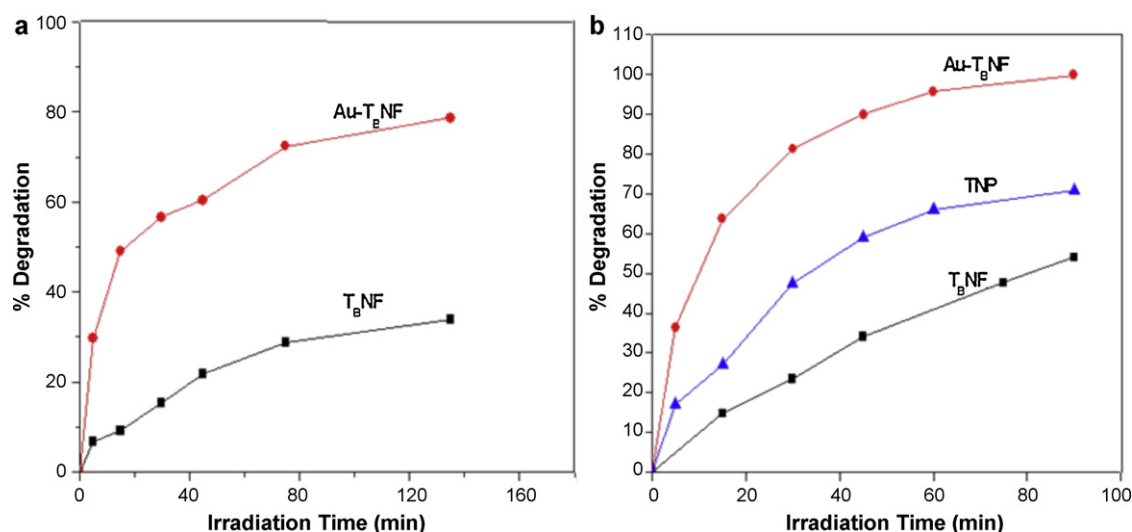 a
100
80
60
40
20
0
0 40 80 120 160
% Degradation
Irradiation Time (min)
Au-T_BNF
T_BNF
b
110
100
90
80
70
60
50
40
30
20
10
0
0 20 40 60 80 100
% Degradation
Irradiation Time (min)
Au-T_BNF
TNP
T_BNF